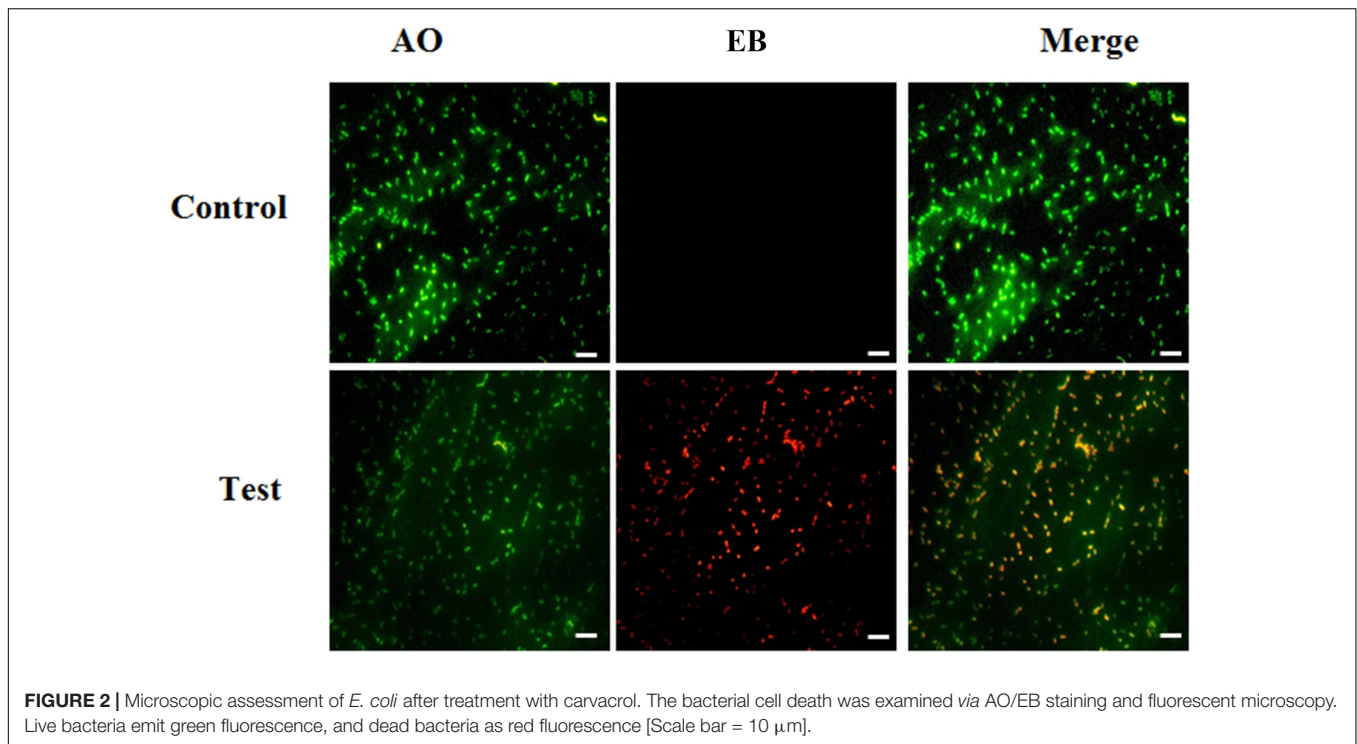 AO EB Merge
Control
Test
FIGURE 2 | Microscopic assessment of E. coli after treatment with carvacrol. The bacterial cell death was examined via AO/EB staining and fluorescent microscopy.
Live bacteria emit green fluorescence, and dead bacteria as red fluorescence [Scale bar = 10 μm].